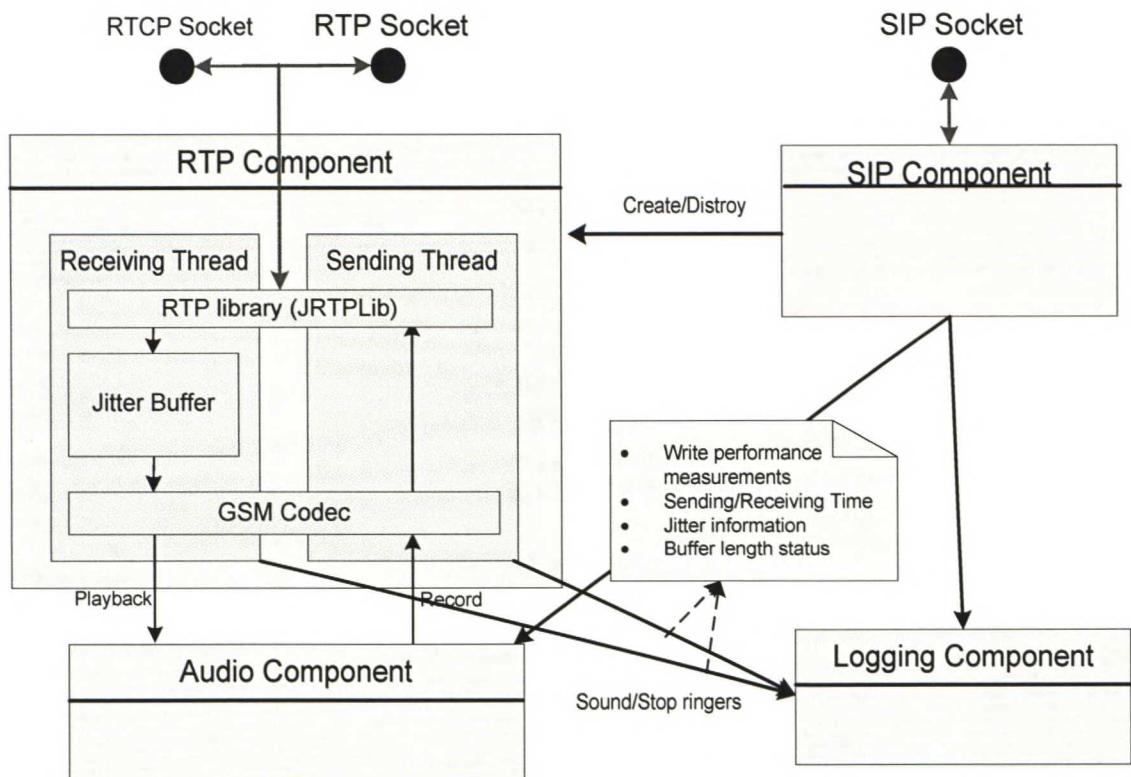 RTCP Socket
RTP Socket
SIP Socket
RTP Component
SIP Component
Create/Distroy
Receiving Thread
Sending Thread
RTP library (JRTPLib)
Jitter Buffer
GSM Codec
• Write performance
measurements
• Sending/Receiving Time
• Jitter information
• Buffer length status
Playback
Record
Audio Component
Logging Component
Sound/Stop ringers